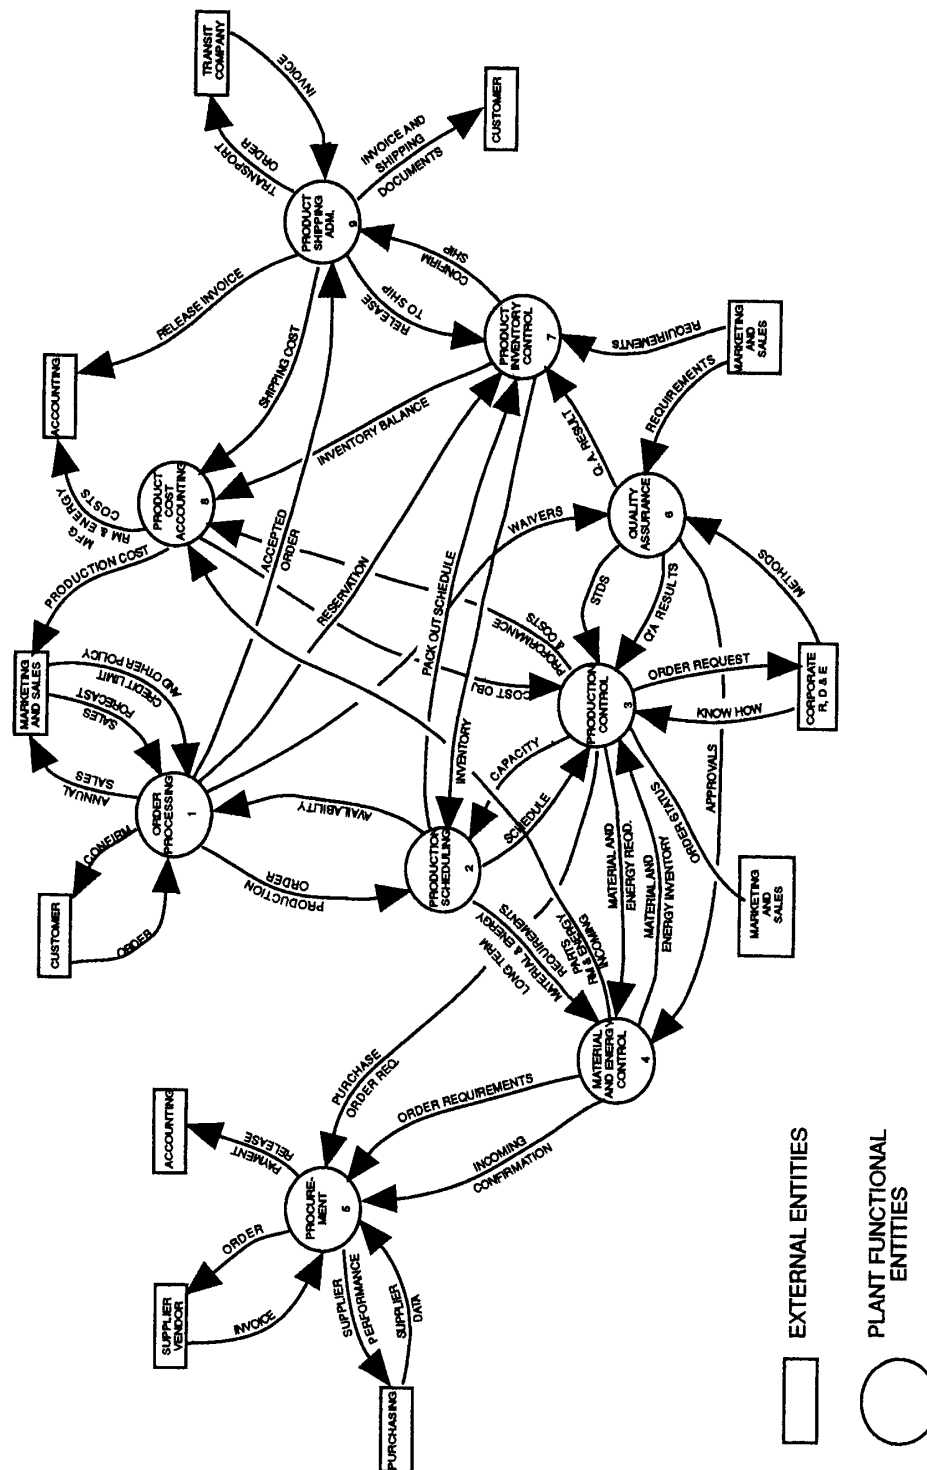 TRANSIT
COMPANY
INVOICE
TRANSPORT
ORDER
INVOICE AND
SHIPPING
DOCUMENTS
CUSTOMER
PRODUCT
SHIPPING
ADM.
9
RELEASE INVOICE
ACCOUNTING
SHIPPING COST
RELEASE
TO SHIP
CONFIRM
SHIP
PRODUCT
INVENTORY
CONTROL
7
REQUIREMENTS
MARKETING
AND
SALES
REQUIREMENTS
INVENTORY BALANCE
Q. A. RESULT
PRODUCT
COST
ACCOUNTING
8
MFG
RM & ENERGY
COSTS
PRODUCTION COST
ACCEPTED
ORDER
RESERVATION
PACK OUT SCHEDULE
WAIVERS
QUALITY
ASSURANCE
6
STDS
Q/A RESULTS
METHODS
MARKETING
AND SALES
CREDIT LIMIT
AND OTHER POLICY
SALES
FORECAST
ANNUAL
SALES
COST OBJ
PROFORMANCE
& COSTS
PRODUCTION
CONTROL
3
ORDER REQUEST
KNOW HOW
CORPORATE
R, D & E
ORDER
PROCESSING
1
CONFIRM
CUSTOMER
ORDER
PRODUCTION
ORDER
AVAILABILITY
INVENTORY
CAPACITY
SCHEDULE
PRODUCTION
SCHEDULING
2
MATERIAL AND
ENERGY REQD.
MATERIAL AND
ENERGY INVENTORY
ORDER STATUS
APPROVALS
MARKETING
AND
SALES
LONG TERM
MATERIAL & ENERGY
REQUIREMENTS
PARTS
RM & ENERGY
INCOMING
MATERIAL
AND ENERGY
CONTROL
4
PURCHASE
ORDER REQ.
ORDER REQUIREMENTS
INCOMING
CONFIRMATION
ACCOUNTING
PAYMENT
RELEASE
PROCURE-
MENT
5
ORDER
SUPPLIER
VENDOR
INVOICE
SUPPLIER
PERFORMANCE
SUPPLIER
DATA
PURCHASING
EXTERNAL ENTITIES
PLANT FUNCTIONAL
ENTITIES